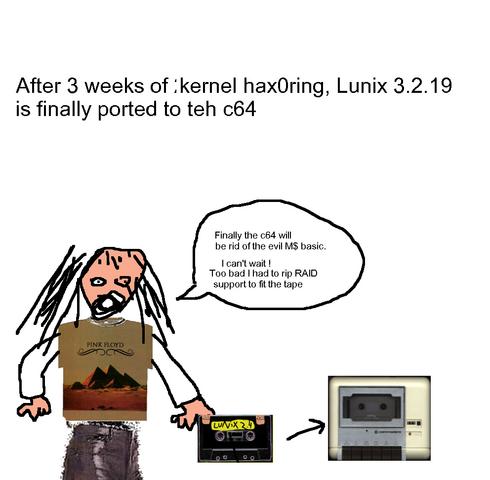 After 3 weeks of kernel hax0ring, Lunix 3.2.19
is finally ported to teh c64
Finally the c64 will
be rid of the evil M$ basic.
I can't wait !
Too bad I had to rip RAID
support to fit the tape
PINK FLOYD
LUNIX 2.4